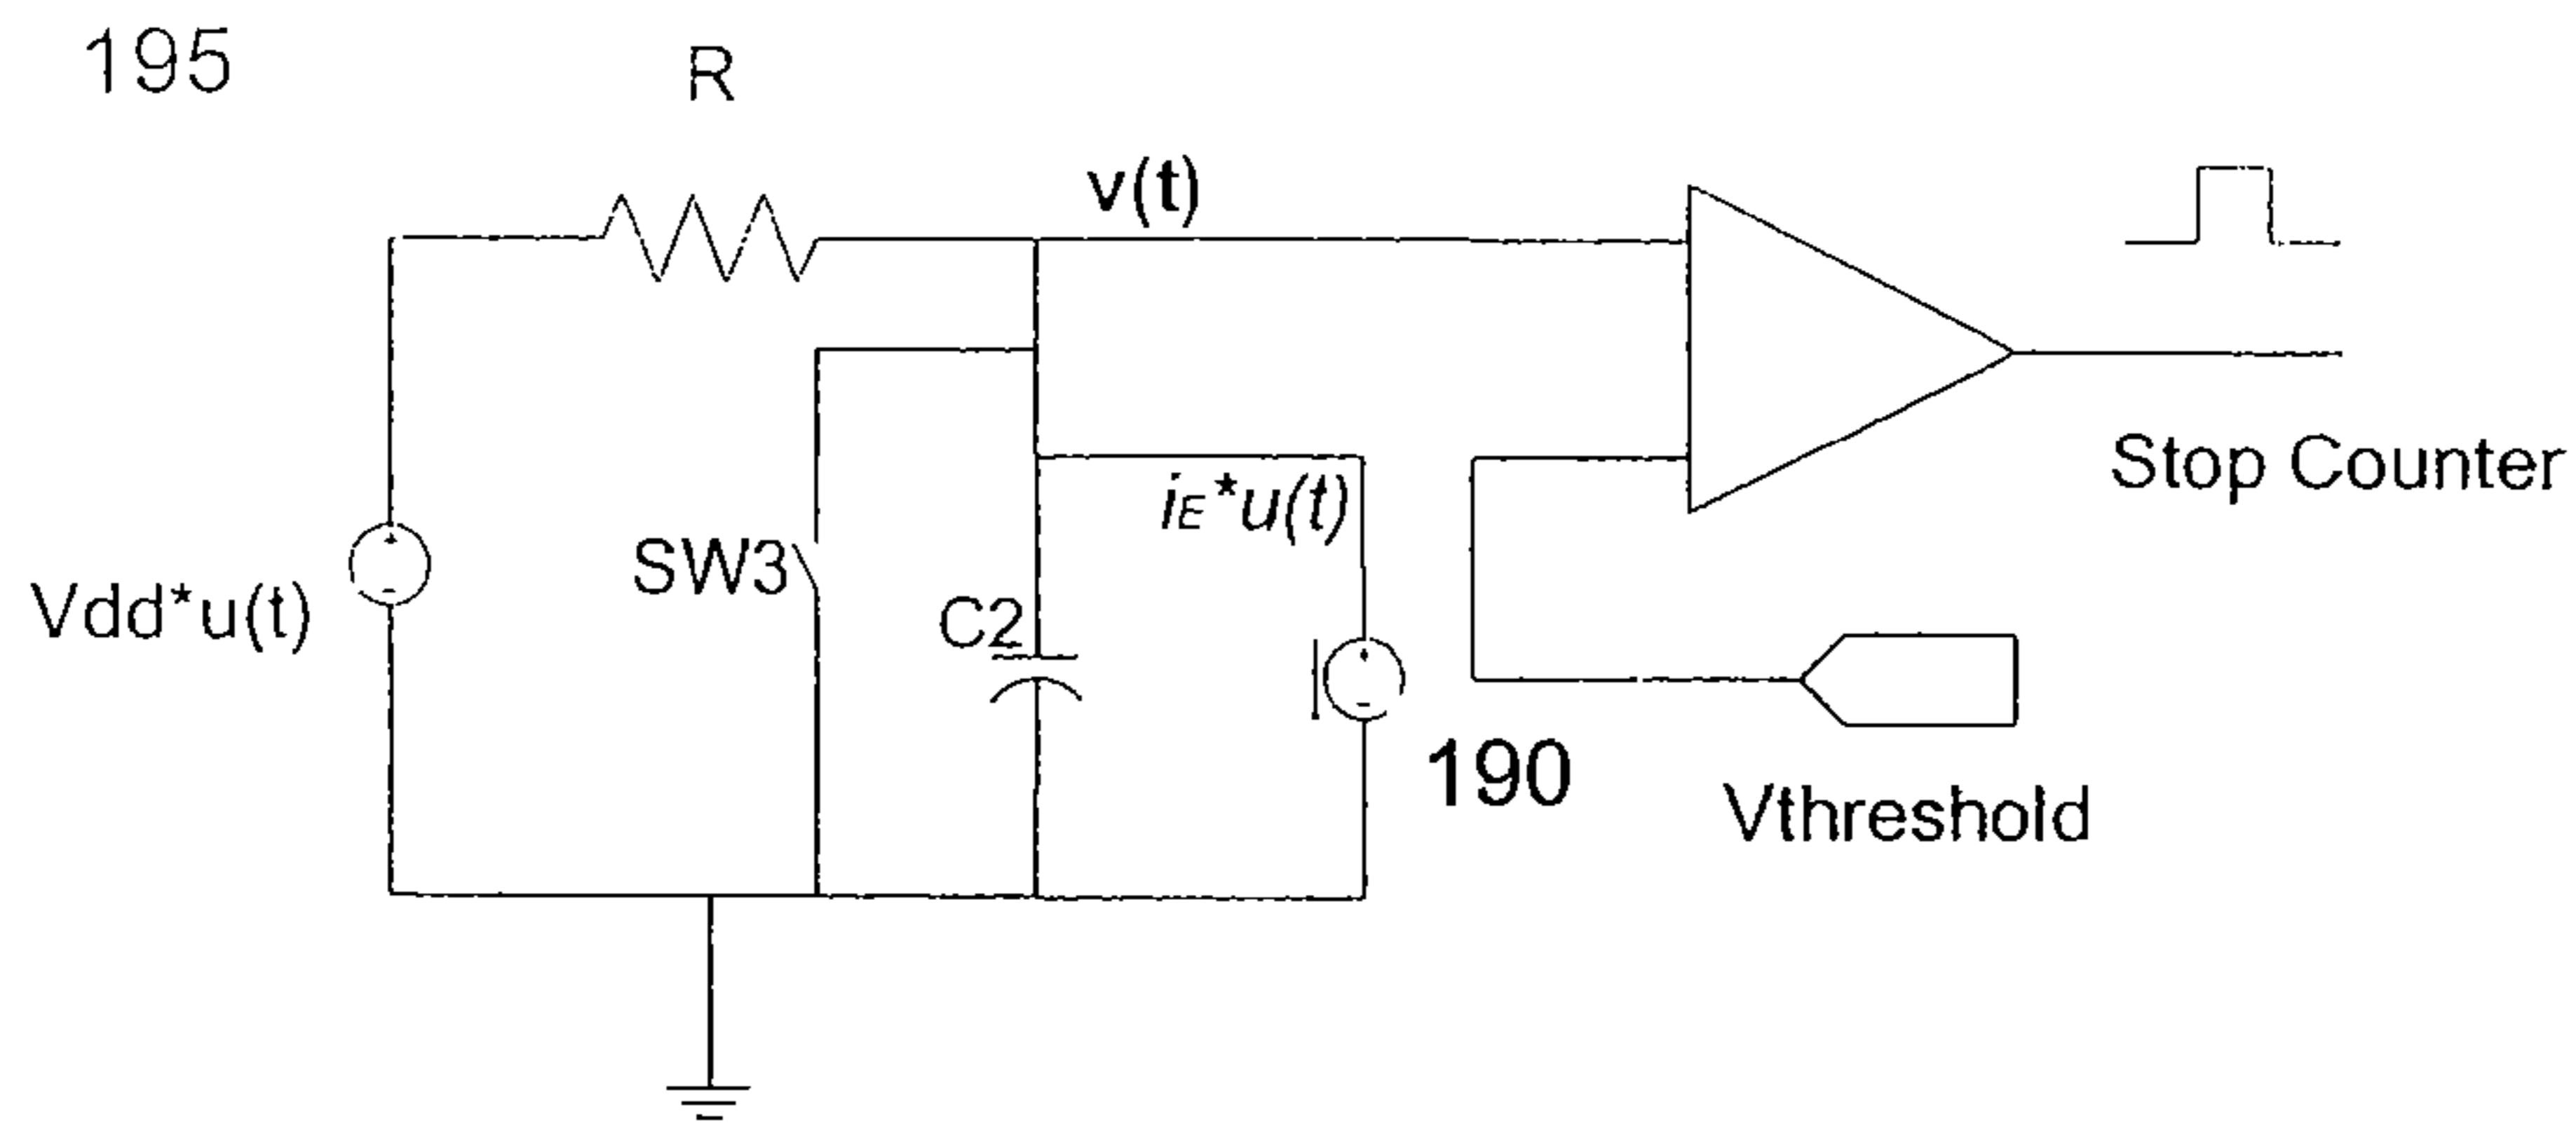 195
R
v(t)
Stop Counter
iE*u(t)
SW3
Vdd*u(t)
C2
190
Vthreshold